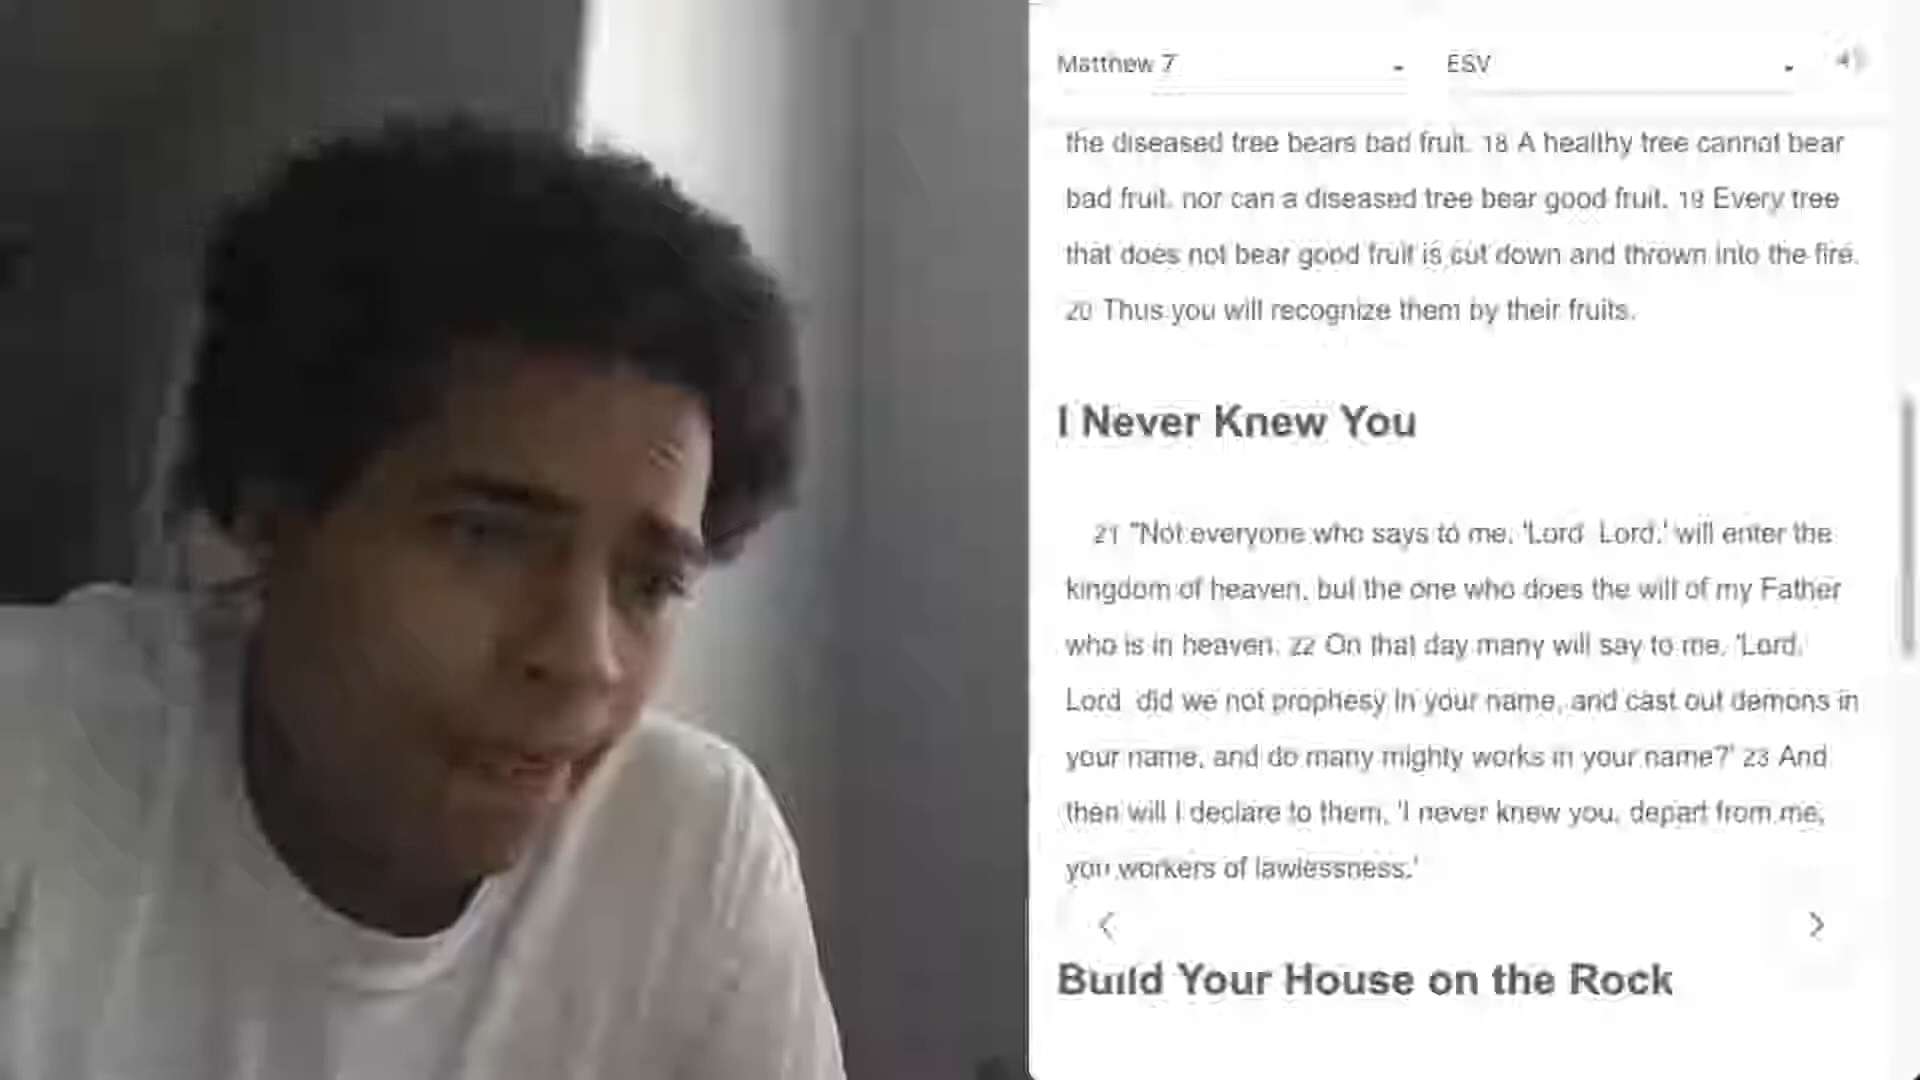 Matthew 7
ESV
the diseased tree bears bad fruit. 18 A healthy tree cannot bear
bad fruit, nor can a diseased tree bear good fruit. 19 Every tree
that does not bear good fruit is cut down and thrown into the fire.
20 Thus you will recognize them by their fruits.
I Never Knew You
21 "Not everyone who says to me, 'Lord, Lord,' will enter the
kingdom of heaven, but the one who does the will of my Father
who is in heaven. 22 On that day many will say to me, 'Lord,
Lord, did we not prophesy in your name, and cast out demons in
your name, and do many mighty works in your name?' 23 And
then will I declare to them, 'I never knew you, depart from me,
you workers of lawlessness.'
Build Your House on the Rock